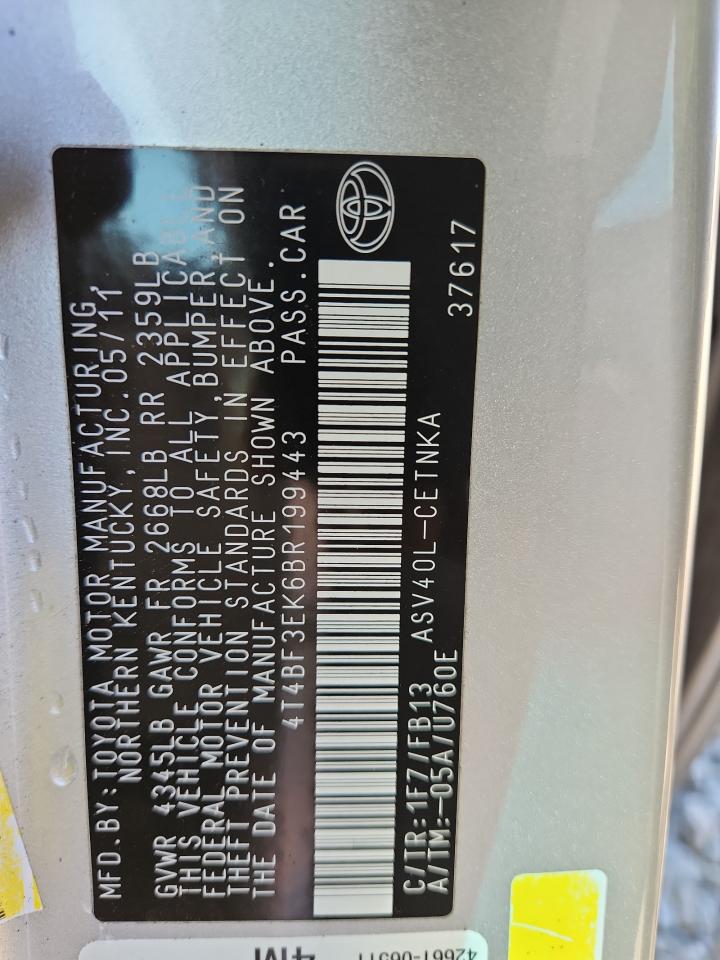 MFD.BY:TOYOTA MOTOR MANUFACTURING,
NORTHERN KENTUCKY,INC.05/11
GVWR 4345LB GAWR FR 2668LB RR 2359LB
THIS VEHICLE CONFORMS TO ALL APPLICABLE
FEDERAL MOTOR VEHICLE SAFETY,BUMPER,AND
THEFT PREVENTION STANDARDS IN EFFECT ON
THE DATE OF MANUFACTURE SHOWN ABOVE.
4T4BF3EK6BR199443 PASS.CAR
C/TR:1F7/FB13 ASV40L-CETNKA
A/TM:-05A/U760E 37617